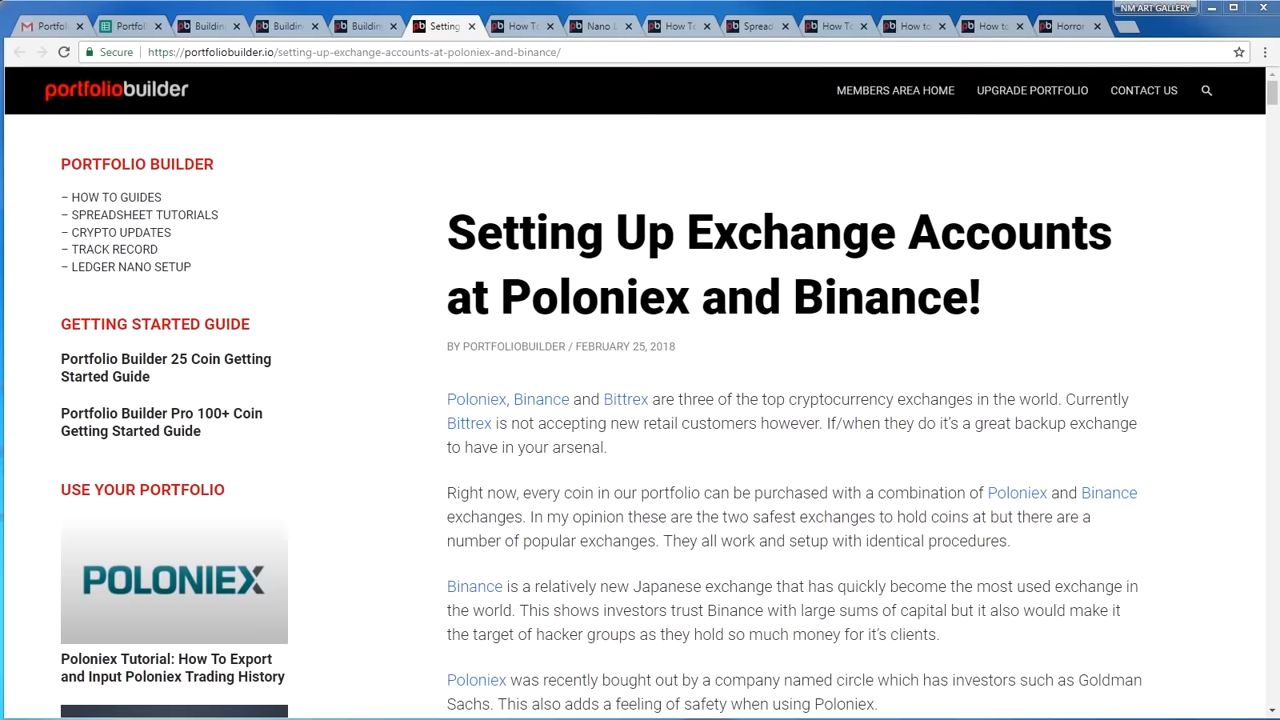 NM ART GALLERY
Portfol
Portfol
Building
Building
Building
Setting
How T
Nano L
How T
Spread
How T
How to
How to
Horror
Secure
https://portfoliobuilder.io/setting-up-exchange-accounts-at-poloniex-and-binance/
portfoliobuilder
MEMBERS AREA HOME
UPGRADE PORTFOLIO
CONTACT US
PORTFOLIO BUILDER
– HOW TO GUIDES
– SPREADSHEET TUTORIALS
– CRYPTO UPDATES
– TRACK RECORD
– LEDGER NANO SETUP
GETTING STARTED GUIDE
Portfolio Builder 25 Coin Getting
Started Guide
Portfolio Builder Pro 100+ Coin
Getting Started Guide
USE YOUR PORTFOLIO
POLONIEX
Poloniex Tutorial: How To Export
and Input Poloniex Trading History
Setting Up Exchange Accounts
at Poloniex and Binance!
BY PORTFOLIOBUILDER / FEBRUARY 25, 2018
Poloniex, Binance and Bittrex are three of the top cryptocurrency exchanges in the world. Currently
Bittrex is not accepting new retail customers however. If/when they do it's a great backup exchange
to have in your arsenal.
Right now, every coin in our portfolio can be purchased with a combination of Poloniex and Binance
exchanges. In my opinion these are the two safest exchanges to hold coins at but there are a
number of popular exchanges. They all work and setup with identical procedures.
Binance is a relatively new Japanese exchange that has quickly become the most used exchange in
the world. This shows investors trust Binance with large sums of capital but it also would make it
the target of hacker groups as they hold so much money for it's clients.
Poloniex was recently bought out by a company named circle which has investors such as Goldman
Sachs. This also adds a feeling of safety when using Poloniex.